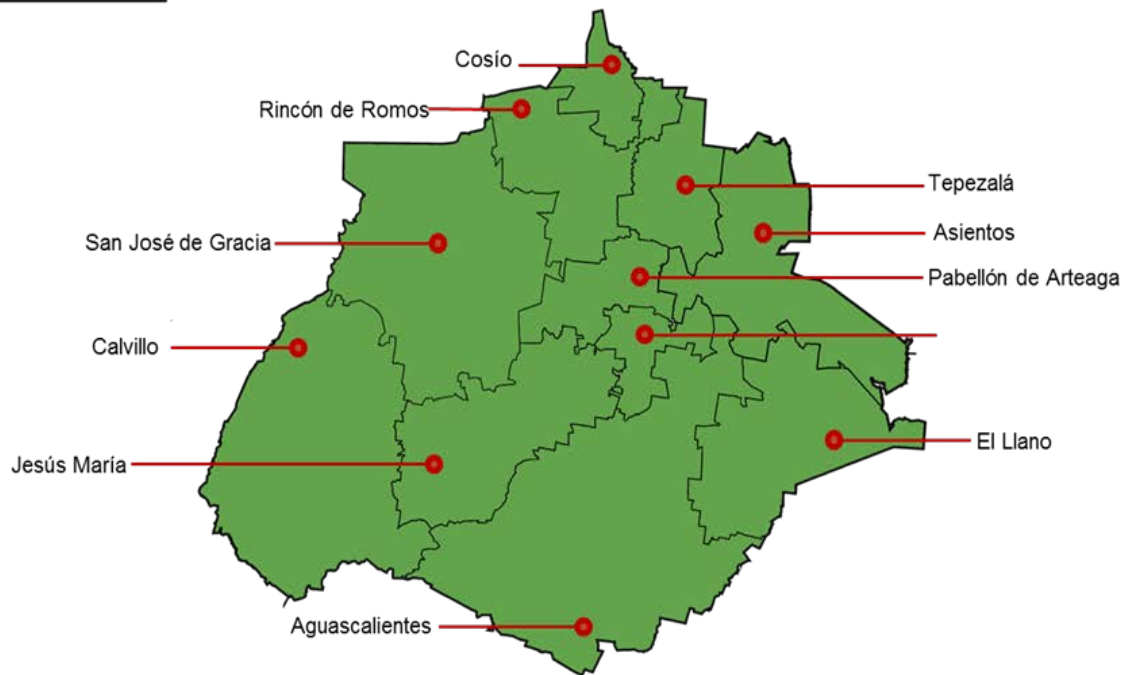 Cosío
Rincón de Romos
Tepezalá
San José de Gracia
Asientos
Pabellón de Arteaga
Calvillo
El Llano
Jesús María
Aguascalientes